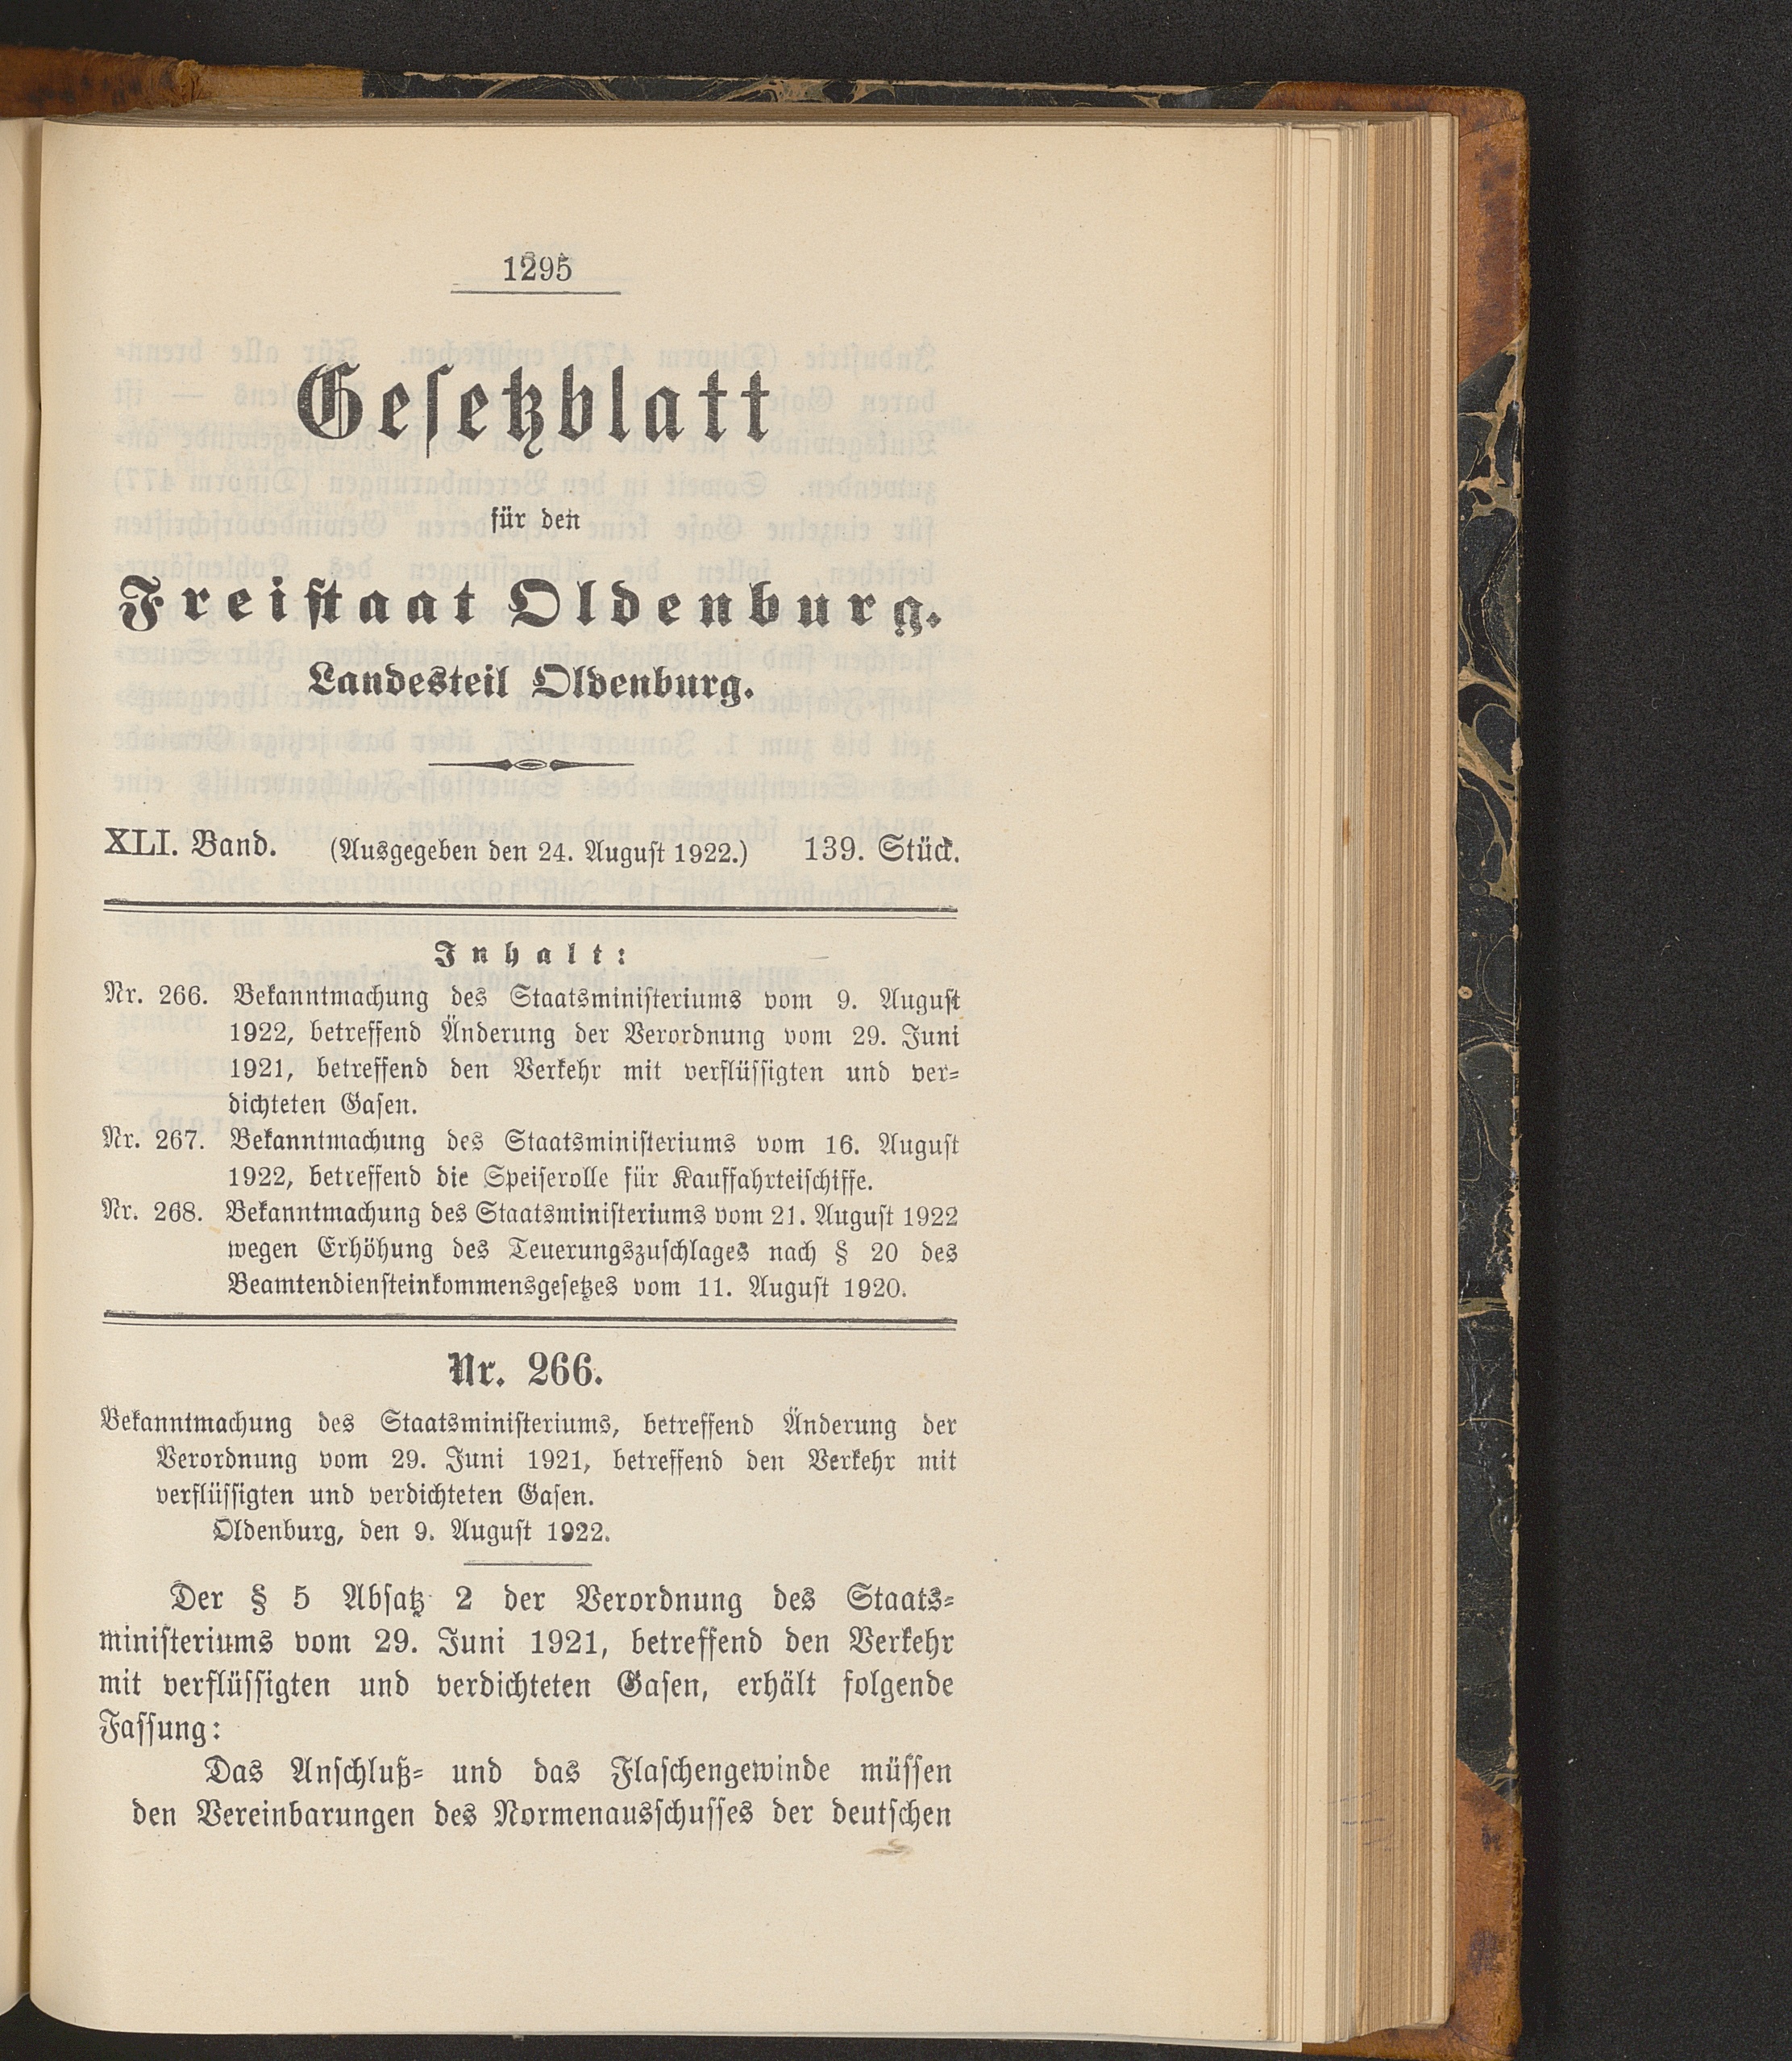 1295
Gesetzblatt
für den
Freistaat Oldenburg.
Landesteil Oldenburg.
XLI. Band. (Ausgegeben den 24. August 1922.) 139. Stück.
Inhalt:
Nr. 266. Bekanntmachung des Staatsministeriums vom 9. August
1922, betreffend Änderung der Verordnung vom 29. Juni
1921, betreffend den Verkehr mit verflüssigten und ver-
dichteten Gasen.
Nr. 267. Bekanntmachung des Staatsministeriums vom 16. August
1922, betreffend die Speiserolle für Kauffahrteischiffe.
Nr. 268. Bekanntmachung des Staatsministeriums vom 21. August 1922
wegen Erhöhung des Teuerungszuschlages nach § 20 des
Beamtendiensteinkommensgesetzes vom 11. August 1920.
Nr. 266.
Bekanntmachung des Staatsministeriums, betreffend Änderung der
Verordnung vom 29. Juni 1921, betreffend den Verkehr mit
verflüssigten und verdichteten Gasen.
Oldenburg, den 9. August 1922.
Der § 5 Absatz 2 der Verordnung des Staats-
ministeriums vom 29. Juni 1921, betreffend den Verkehr
mit verflüssigten und verdichteten Gasen, erhält folgende
Fassung:
Das Anschluß- und das Flaschengewinde müssen
den Vereinbarungen des Normenausschusses der deutschen